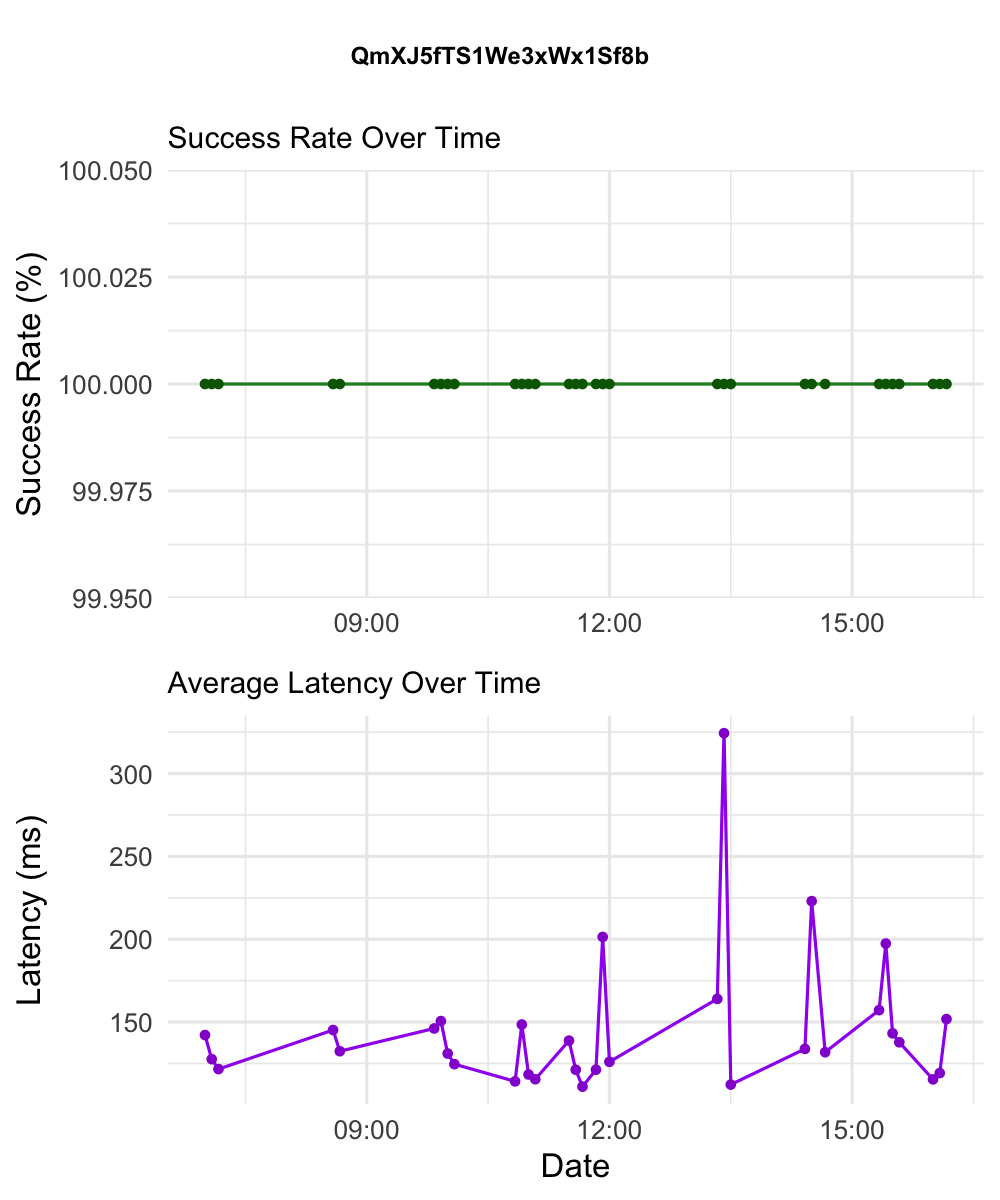 QmXJ5fTS1We3xWx1Sf8b
Success Rate Over Time
Success Rate (%)
100.050
100.025
100.000
99.975
99.950
09:00 12:00 15:00
Average Latency Over Time
Latency (ms)
300
250
200
150
09:00 12:00 15:00
Date